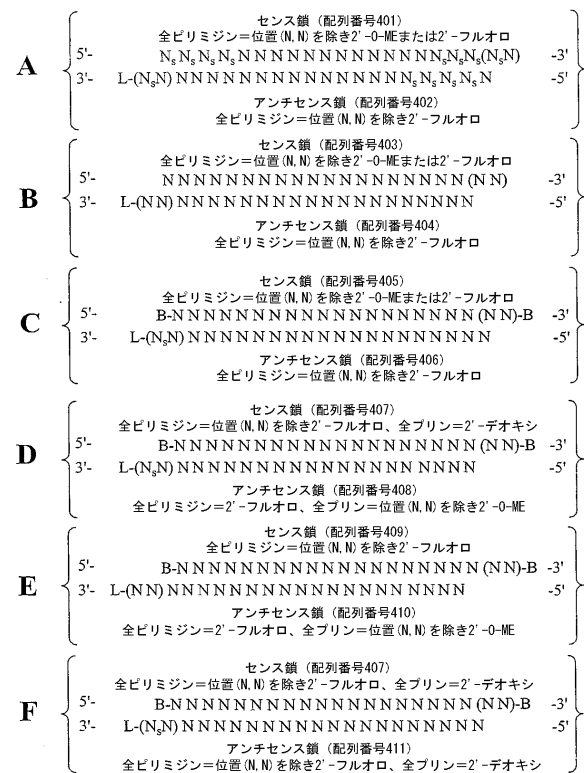 A
センス鎖 (配列番号401)
全ピリミジン=位置(N,N)を除き2'-O-MEまたは2'-フルオロ
5'- NsNsNsNsNNNNNNNNNNNNNsNsNs(NsN) -3'
3'- L-(NsN)NNNNNNNNNNNNNNNsNsNsNsN -5'
アンチセンス鎖 (配列番号402)
全ピリミジン=位置(N,N)を除き2'-フルオロ
B
センス鎖 (配列番号403)
全ピリミジン=位置(N,N)を除き2'-O-MEまたは2'-フルオロ
5'- NNNNNNNNNNNNNNNNNNN(NN) -3'
3'- L-(NN)NNNNNNNNNNNNNNNNNNN -5'
アンチセンス鎖 (配列番号404)
全ピリミジン=位置(N,N)を除き2'-フルオロ
C
センス鎖 (配列番号405)
全ピリミジン=位置(N,N)を除き2'-O-MEまたは2'-フルオロ
5'- B-NNNNNNNNNNNNNNNNNNN(NN)-B -3'
3'- L-(NsN)NNNNNNNNNNNNNNNNNNN -5'
アンチセンス鎖 (配列番号406)
全ピリミジン=位置(N,N)を除き2'-フルオロ
D
センス鎖 (配列番号407)
全ピリミジン=位置(N,N)を除き2'-フルオロ、全プリン=2'-デオキシ
5'- B-NNNNNNNNNNNNNNNNNNN(NN)-B -3'
3'- L-(NsN)NNNNNNNNNNNNNNN NNNN -5'
アンチセンス鎖 (配列番号408)
全ピリミジン=2'-フルオロ、全プリン=位置(N,N)を除き2'-O-ME
E
センス鎖 (配列番号409)
全ピリミジン=位置(N,N)を除き2'-フルオロ
5'- B-NNNNNNNNNNNNNNNNNNN(NN)-B -3'
3'- L-(NN)NNNNNNNNNNNNNNN NNNN -5'
アンチセンス鎖 (配列番号410)
全ピリミジン=2'-フルオロ、全プリン=位置(N,N)を除き2'-O-ME
F
センス鎖 (配列番号407)
全ピリミジン=位置(N,N)を除き2'-フルオロ、全プリン=2'-デオキシ
5'- B-NNNNNNNNNNNNNNNNNNN(NN)-B -3'
3'- L-(NsN)NNNNNNNNNNNNNNNNNNN -5'
アンチセンス鎖 (配列番号411)
全ピリミジン=位置(N,N)を除き2'-フルオロ、全プリン=2'-デオキシ